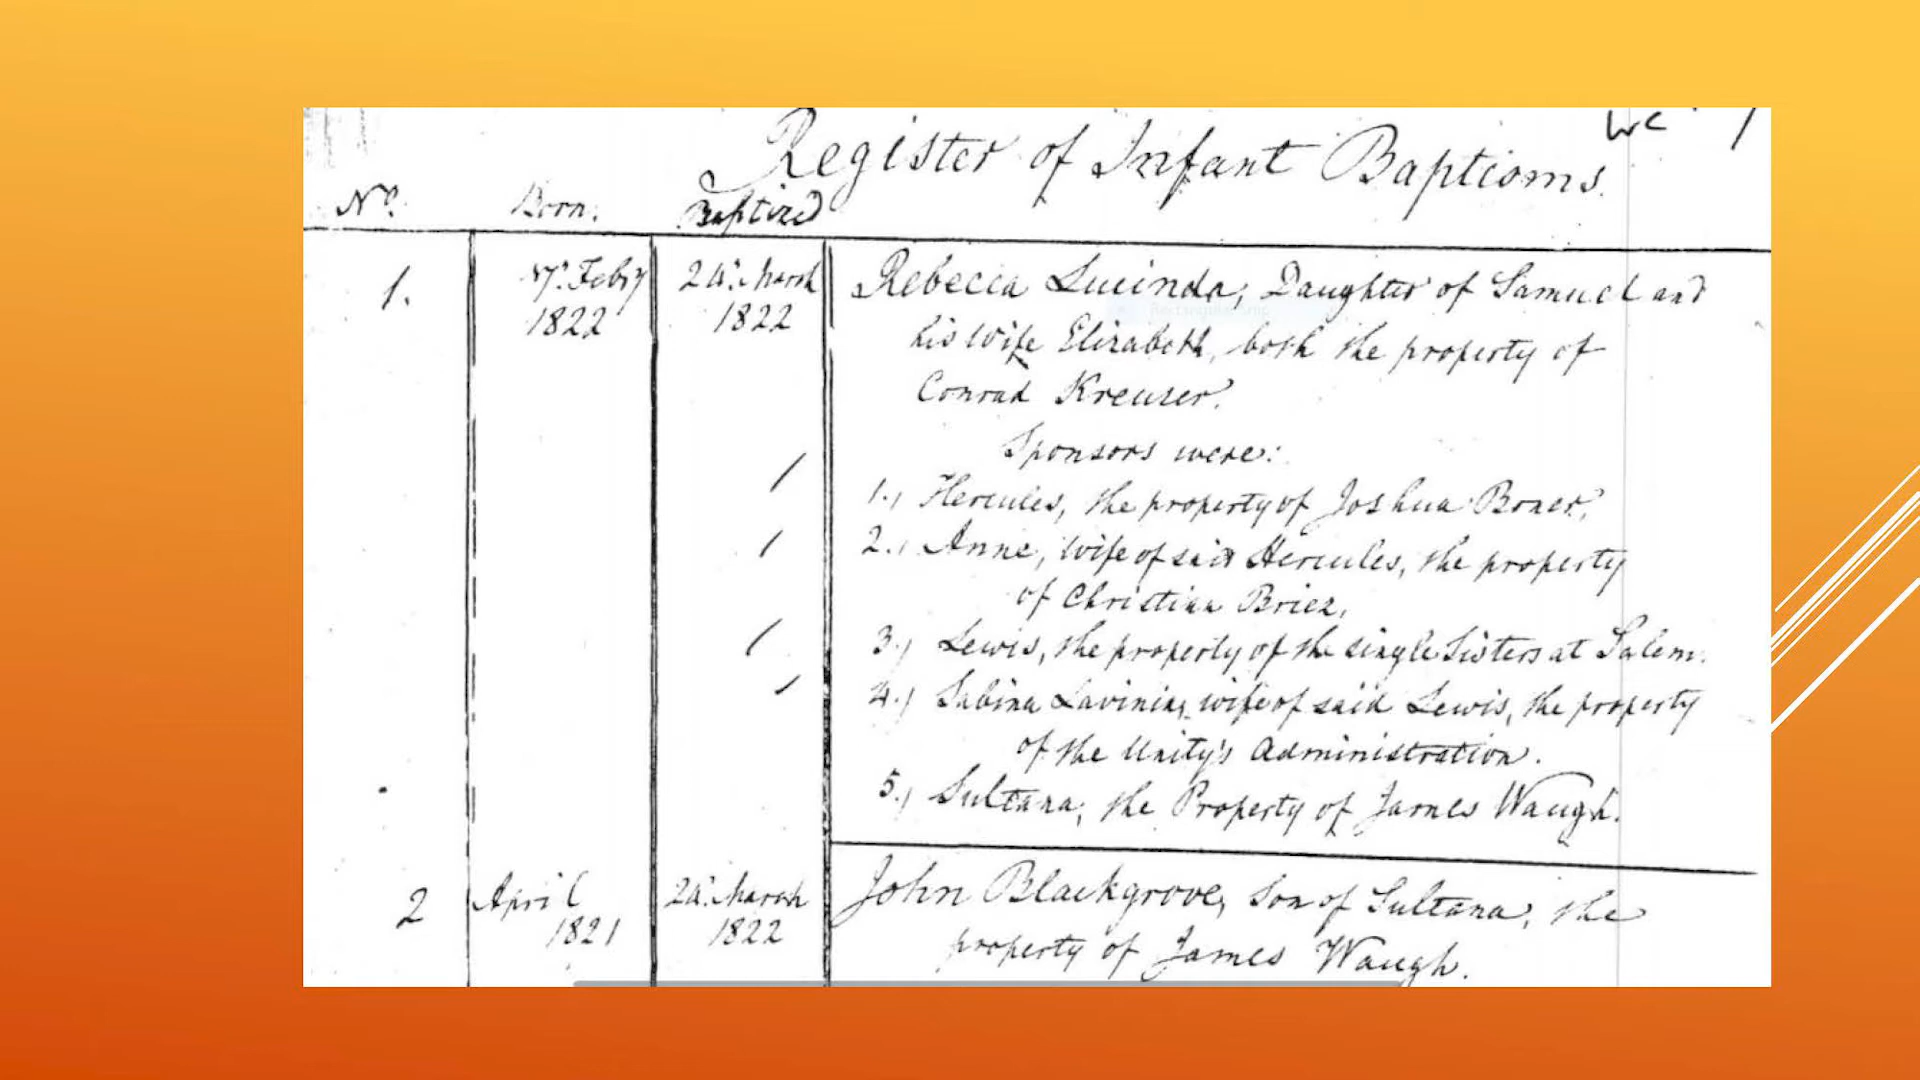 WC 1
Register of Infant Baptisms.
No. Born. Baptized
1. 7. Febry 24. March Rebecca Lucinda, Daughter of Samuel and
1822 1822 his wife Elizabeth, both the property of
Conrad Kreuser.
Sponsors were:
1.) Hercules, the property of Joshua Boner,
2.) Anne, wife of said Hercules, the property
of Christian Briez,
3.) Lewis, the property of the single Sisters at Salem.
4.) Sabina Lavinia, wife of said Lewis, the property
of the Unity's Administration.
5.) Sultana, the Property of James Waugh.
2 April 24. March John Blackgrove, Son of Sultana, the
1821 1822 property of James Waugh.